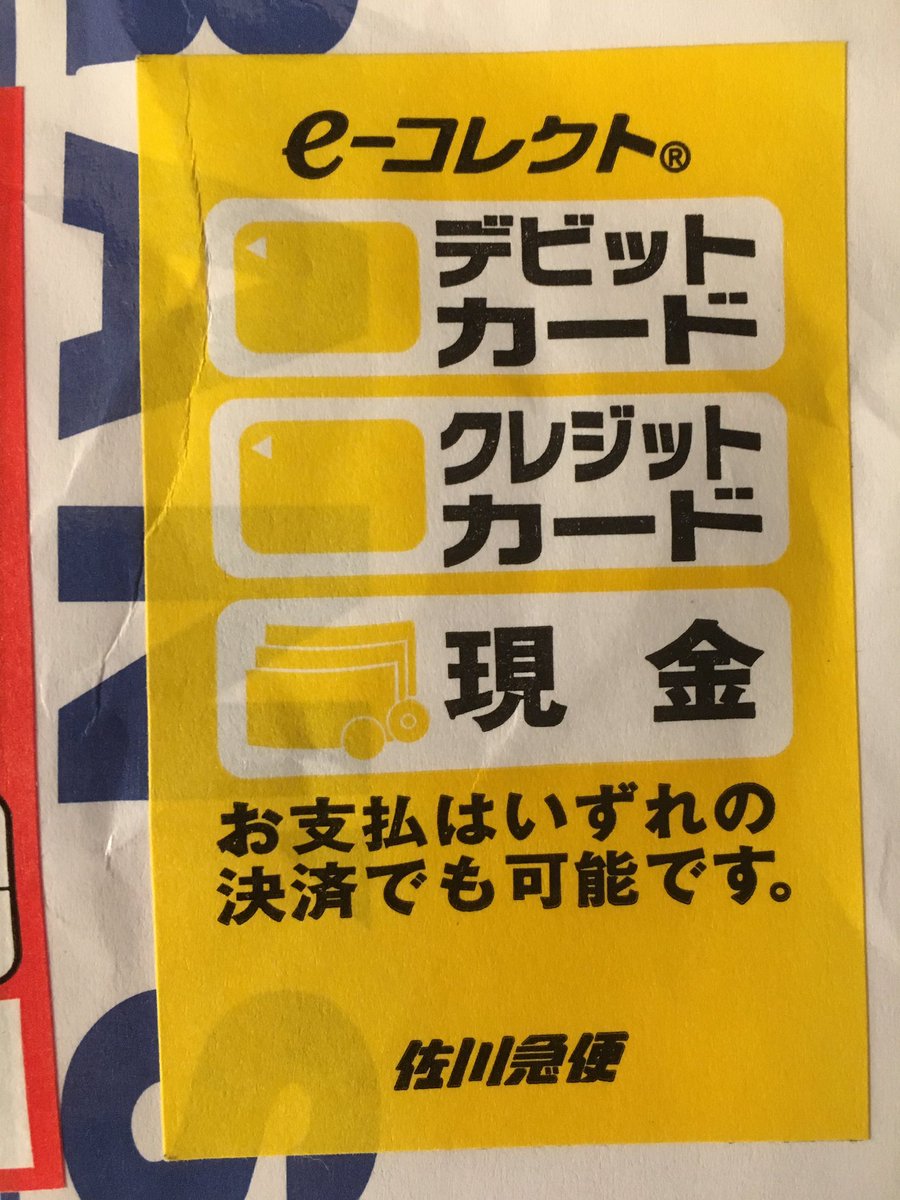 e-コレクト®
デビット
カード
クレジット
カード
現金
お支払はいずれの
決済でも可能です。
佐川急便